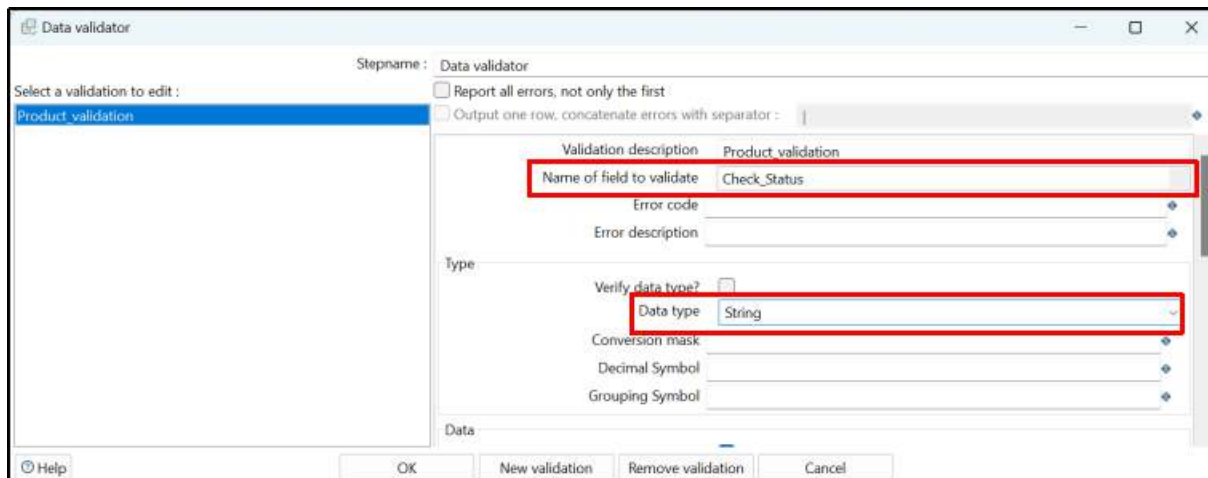 Data validator
Stepname : Data validator
Select a validation to edit :
Product_validation
Report all errors, not only the first
Output one row, concatenate errors with separator : |
Validation description Product_validation
Name of field to validate Check_Status
Error code
Error description
Type
Verify data type?
Data type String
Conversion mask
Decimal Symbol
Grouping Symbol
Data
Help OK New validation Remove validation Cancel